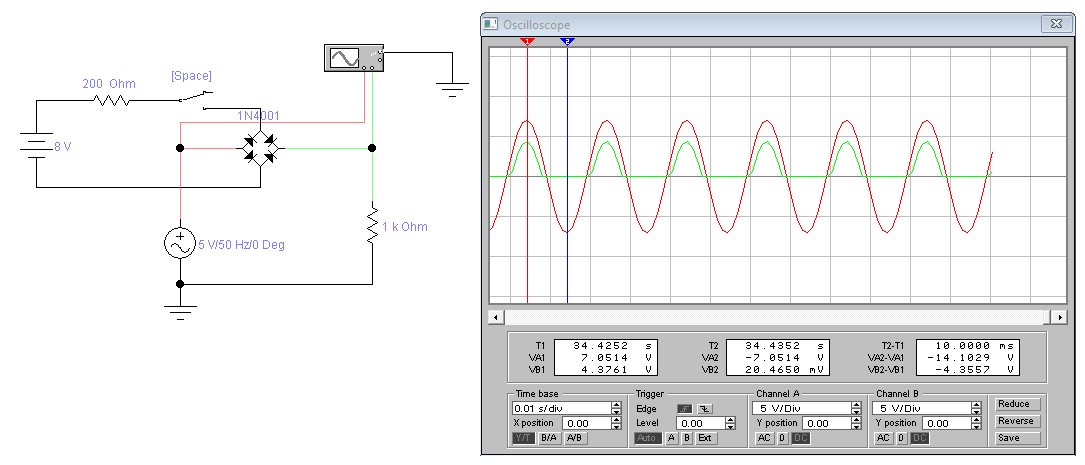 [Space]
200 Ohm
1N4001
8 V
5 V/50 Hz/0 Deg
1 k Ohm
Oscilloscope
1 2
T1 34.4252 s T2 34.4352 s T2-T1 10.0000 ms
VA1 7.0514 V VA2 -7.0514 V VA2-VA1 -14.1029 V
VB1 4.3761 V VB2 20.4650 mV VB2-VB1 -4.3557 V
Time base
0.01 s/div
X position 0.00
Y/T B/A A/B
Trigger
Edge
Level 0.00
Auto A B Ext
Channel A
5 V/Div
Y position 0.00
AC 0 DC
Channel B
5 V/Div
Y position 0.00
AC 0 DC
Reduce
Reverse
Save